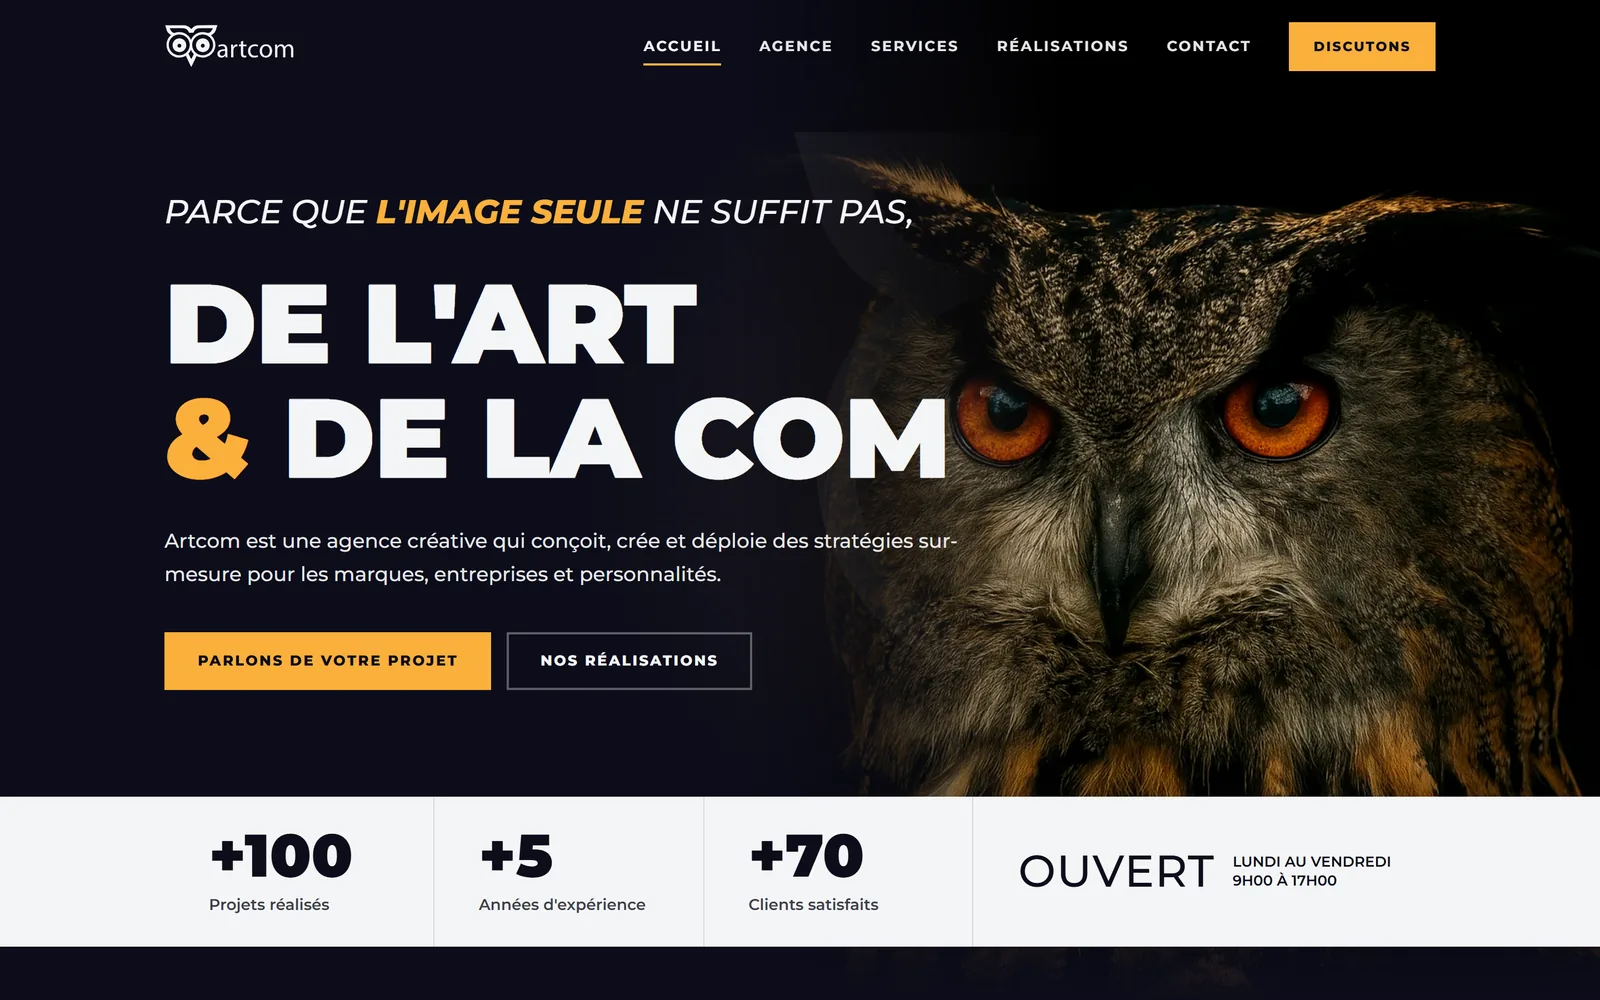 artcom
ACCUEIL AGENCE SERVICES RÉALISATIONS CONTACT DISCUTONS
PARCE QUE L'IMAGE SEULE NE SUFFIT PAS,
DE L'ART
& DE LA COM
Artcom est une agence créative qui conçoit, crée et déploie des stratégies sur-
mesure pour les marques, entreprises et personnalités.
PARLONS DE VOTRE PROJET NOS RÉALISATIONS
+100
Projets réalisés
+5
Années d'expérience
+70
Clients satisfaits
OUVERT
LUNDI AU VENDREDI
9H00 À 17H00